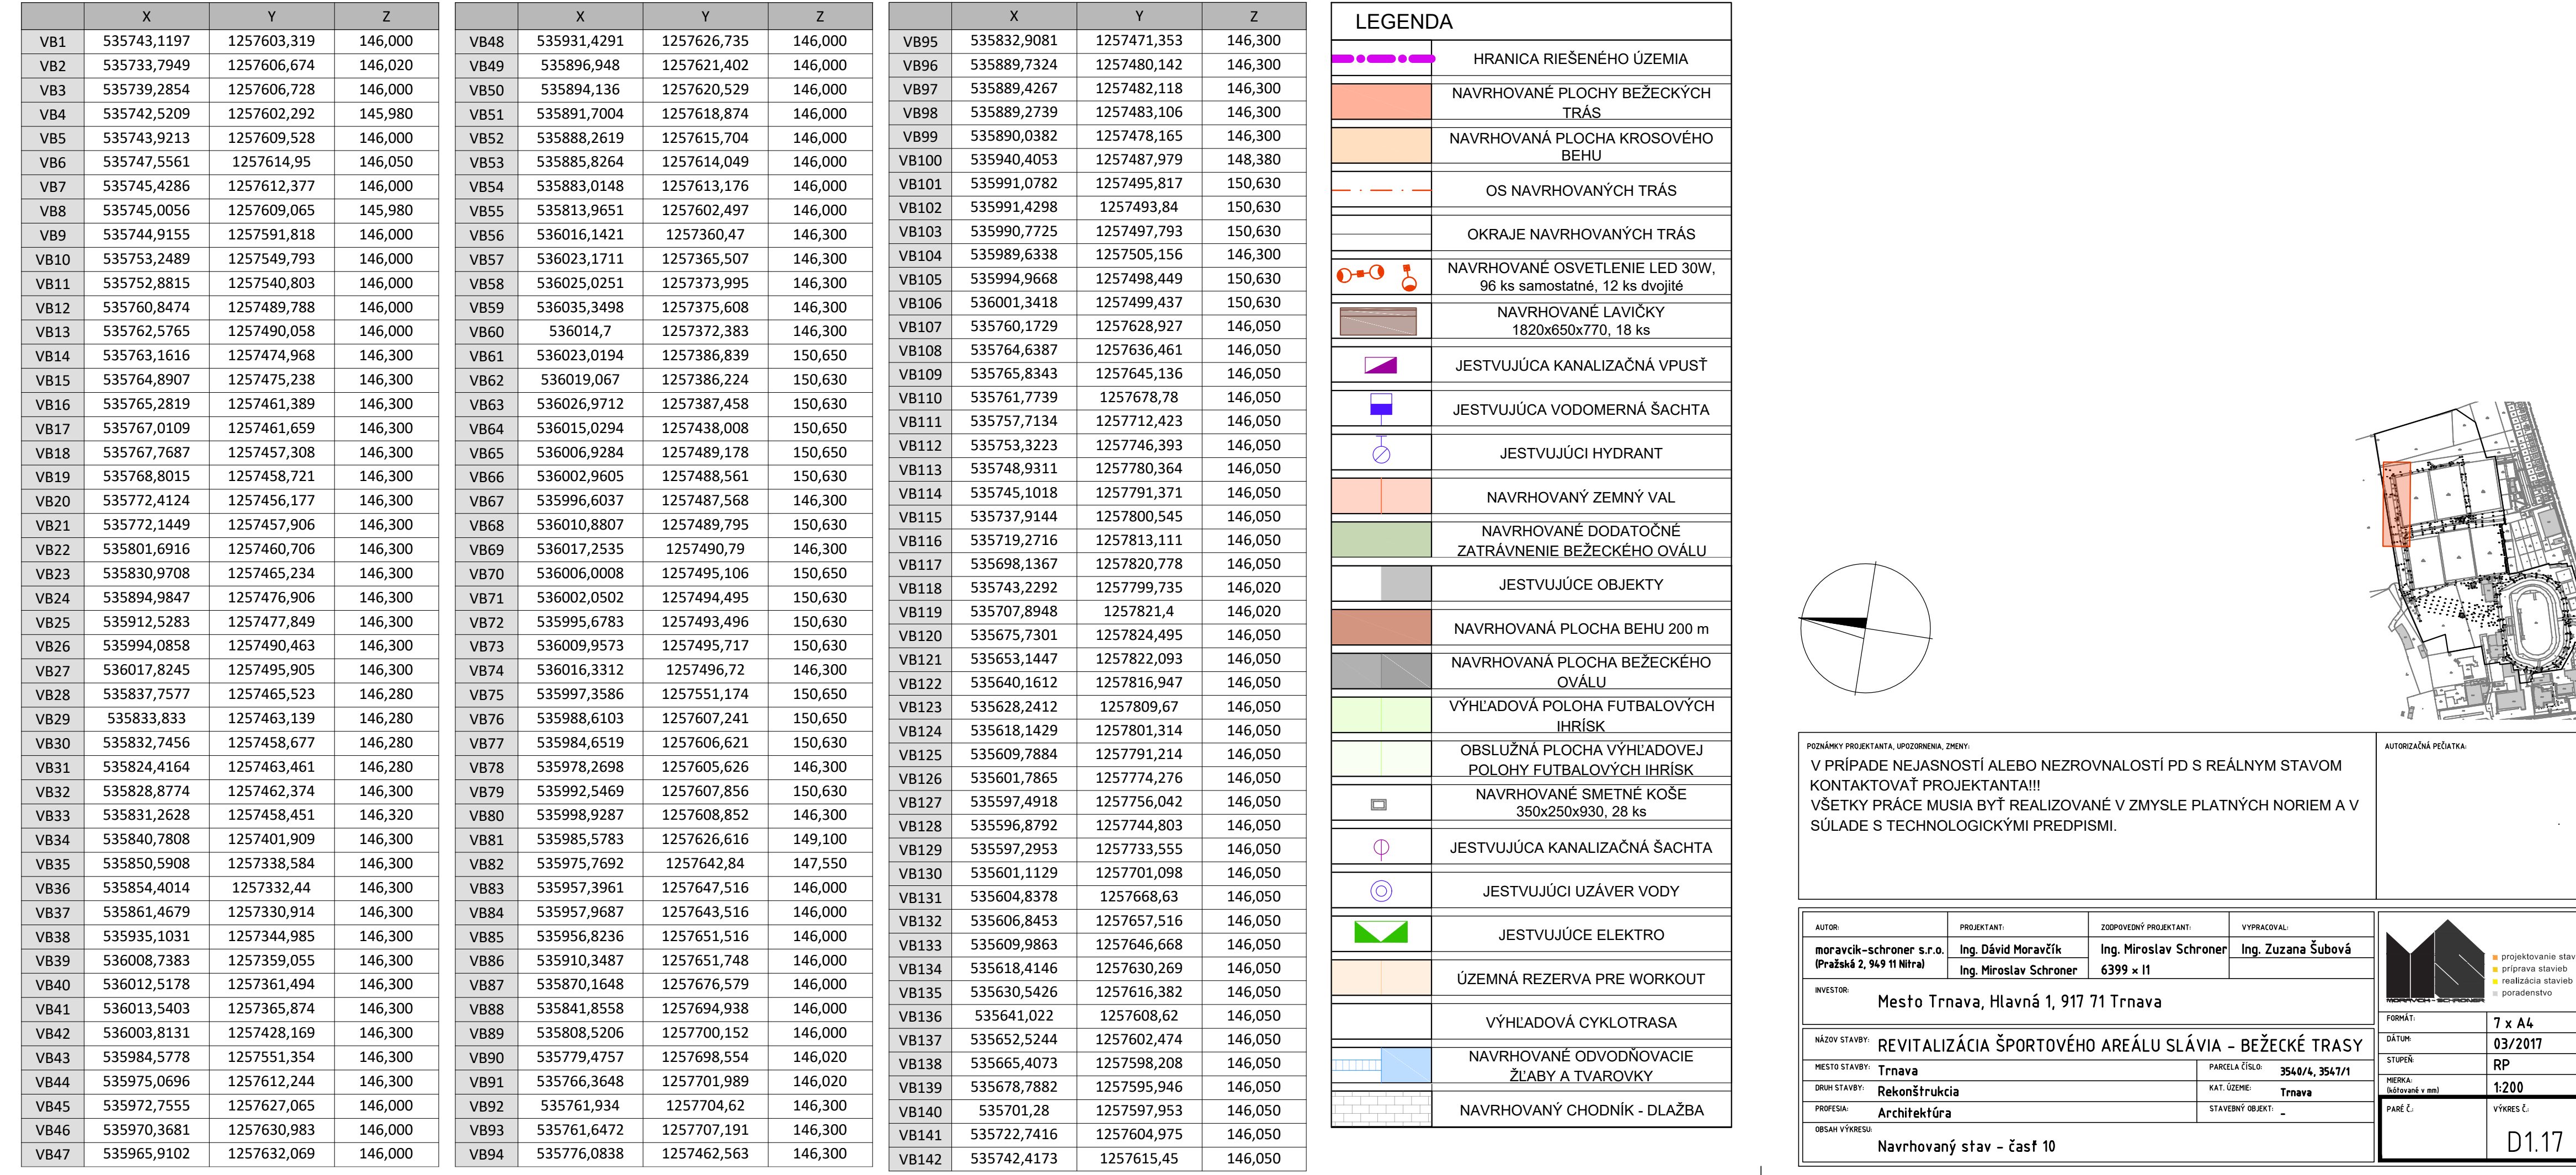 X Y Z
VB1 535743,1197 1257603,319 146,000
VB2 535733,7949 1257606,674 146,020
VB3 535739,2854 1257606,728 146,000
VB4 535742,5209 1257602,292 145,980
VB5 535743,9213 1257609,528 146,000
VB6 535747,5561 1257614,95 146,050
VB7 535745,4286 1257612,377 146,000
VB8 535745,0056 1257609,065 145,980
VB9 535744,9155 1257591,818 146,000
VB10 535753,2489 1257549,793 146,000
VB11 535752,8815 1257540,803 146,000
VB12 535760,8474 1257489,788 146,000
VB13 535762,5765 1257490,058 146,000
VB14 535763,1616 1257474,968 146,300
VB15 535764,8907 1257475,238 146,300
VB16 535765,2819 1257461,389 146,300
VB17 535767,0109 1257461,659 146,300
VB18 535767,7687 1257457,308 146,300
VB19 535768,8015 1257458,721 146,300
VB20 535772,4124 1257456,177 146,300
VB21 535772,1449 1257457,906 146,300
VB22 535801,6916 1257460,706 146,300
VB23 535830,9708 1257465,234 146,300
VB24 535894,9847 1257476,906 146,300
VB25 535912,5283 1257477,849 146,300
VB26 535994,0858 1257490,463 146,300
VB27 536017,8245 1257495,905 146,300
VB28 535837,7577 1257465,523 146,280
VB29 535833,833 1257463,139 146,280
VB30 535832,7456 1257458,677 146,280
VB31 535824,4164 1257463,461 146,280
VB32 535828,8774 1257462,374 146,300
VB33 535831,2628 1257458,451 146,320
VB34 535840,7808 1257401,909 146,300
VB35 535850,5908 1257338,584 146,300
VB36 535854,4014 1257332,44 146,300
VB37 535861,4679 1257330,914 146,300
VB38 535935,1031 1257344,985 146,300
VB39 536008,7383 1257359,055 146,300
VB40 536012,5178 1257361,494 146,300
VB41 536013,5403 1257365,874 146,300
VB42 536003,8131 1257428,169 146,300
VB43 535984,5778 1257551,354 146,020
VB44 535975,0696 1257612,244 146,300
VB45 535972,7555 1257627,065 146,000
VB46 535970,3681 1257630,983 146,000
VB47 535965,9102 1257632,069 146,000
X Y Z
VB48 535931,4291 1257626,735 146,000
VB49 535896,948 1257621,402 146,000
VB50 535894,136 1257620,529 146,000
VB51 535891,7004 1257618,874 146,000
VB52 535888,2619 1257615,704 146,000
VB53 535885,8264 1257614,049 146,000
VB54 535883,0148 1257613,176 146,000
VB55 535813,9651 1257602,497 146,000
VB56 536016,1421 1257360,47 146,300
VB57 536023,1711 1257365,507 146,300
VB58 536025,0251 1257373,995 146,300
VB59 536035,3498 1257375,608 146,300
VB60 536014,7 1257372,383 146,300
VB61 536023,0194 1257386,839 150,650
VB62 536019,067 1257386,224 150,630
VB63 536026,9712 1257387,458 150,630
VB64 536015,0294 1257438,008 150,650
VB65 536006,9284 1257489,178 150,650
VB66 536002,9605 1257488,561 150,630
VB67 535996,6037 1257487,568 146,300
VB68 536010,8807 1257489,795 150,630
VB69 536017,2535 1257490,79 146,300
VB70 536006,0008 1257495,106 150,650
VB71 536002,0502 1257494,495 150,630
VB72 535995,6783 1257493,496 150,630
VB73 536009,9573 1257495,717 150,630
VB74 536016,3312 1257496,72 146,300
VB75 535997,3586 1257551,174 150,650
VB76 535988,6103 1257607,241 150,650
VB77 535984,6519 1257606,621 150,630
VB78 535978,2698 1257605,626 146,300
VB79 535992,5469 1257607,856 150,630
VB80 535998,9287 1257608,852 146,300
VB81 535985,5783 1257626,616 149,100
VB82 535975,7692 1257642,84 147,550
VB83 535957,3961 1257647,516 146,000
VB84 535957,9687 1257643,516 146,000
VB85 535956,8236 1257651,516 146,000
VB86 535910,3487 1257651,748 146,000
VB87 535870,1648 1257676,579 146,000
VB88 535841,8558 1257694,938 146,000
VB89 535808,5206 1257700,152 146,000
VB90 535779,4757 1257698,554 146,020
VB91 535766,3648 1257701,989 146,020
VB92 535761,934 1257704,62 146,300
VB93 535761,6472 1257707,191 146,300
VB94 535776,0838 1257462,563 146,300
X Y Z
VB95 535832,9081 1257471,353 146,300
VB96 535889,7324 1257480,142 146,300
VB97 535889,4267 1257482,118 146,300
VB98 535889,2739 1257483,106 146,300
VB99 535890,0382 1257478,165 146,300
VB100 535940,4053 1257487,979 148,380
VB101 535991,0782 1257495,817 150,630
VB102 535991,4298 1257493,84 150,630
VB103 535990,7725 1257497,793 150,630
VB104 535989,6338 1257505,156 146,300
VB105 535994,9668 1257498,449 150,630
VB106 536001,3418 1257499,437 150,630
VB107 535760,1729 1257628,927 146,050
VB108 535764,6387 1257636,461 146,050
VB109 535765,8343 1257645,136 146,050
VB110 535761,7739 1257678,78 146,050
VB111 535757,7134 1257712,423 146,050
VB112 535753,3223 1257746,393 146,050
VB113 535748,9311 1257780,364 146,050
VB114 535745,1018 1257791,371 146,050
VB115 535737,9144 1257800,545 146,050
VB116 535719,2716 1257813,111 146,050
VB117 535698,1367 1257820,778 146,050
VB118 535743,2292 1257799,735 146,020
VB119 535707,8948 1257821,4 146,020
VB120 535675,7301 1257824,495 146,050
VB121 535653,1447 1257822,093 146,050
VB122 535640,1612 1257816,947 146,050
VB123 535628,2412 1257809,67 146,050
VB124 535618,1429 1257801,314 146,050
VB125 535609,7884 1257791,214 146,050
VB126 535601,7865 1257774,276 146,050
VB127 535597,4918 1257756,042 146,050
VB128 535596,8792 1257744,803 146,050
VB129 535597,2953 1257733,555 146,050
VB130 535601,1129 1257701,098 146,050
VB131 535604,8378 1257668,63 146,050
VB132 535606,8453 1257657,516 146,050
VB133 535609,9863 1257646,668 146,050
VB134 535618,4146 1257630,269 146,050
VB135 535630,5426 1257616,382 146,050
VB136 535641,022 1257608,62 146,050
VB137 535652,5244 1257602,474 146,050
VB138 535665,4073 1257598,208 146,050
VB139 535678,7882 1257595,946 146,050
VB140 535701,28 1257597,953 146,050
VB141 535722,7416 1257604,975 146,050
VB142 535742,4173 1257615,45 146,050
LEGENDA
HRANICA RIEŠENÉHO ÚZEMIA
NAVRHOVANÉ PLOCHY BEŽECKÝCH
TRÁS
NAVRHOVANÁ PLOCHA KROSOVÉHO
BEHU
OS NAVRHOVANÝCH TRÁS
OKRAJE NAVRHOVANÝCH TRÁS
NAVRHOVANÉ OSVETLENIE LED 30W,
96 ks samostatné, 12 ks dvojité
NAVRHOVANÉ LAVIČKY
1820x650x770, 18 ks
JESTVUJÚCA KANALIZAČNÁ VPUSŤ
JESTVUJÚCA VODOMERNÁ ŠACHTA
JESTVUJÚCI HYDRANT
NAVRHOVANÝ ZEMNÝ VAL
NAVRHOVANÉ DODATOČNÉ
ZATRÁVNENIE BEŽECKÉHO OVÁLU
JESTVUJÚCE OBJEKTY
NAVRHOVANÁ PLOCHA BEHU 200 m
NAVRHOVANÁ PLOCHA BEŽECKÉHO
OVÁLU
VÝHĽADOVÁ POLOHA FUTBALOVÝCH
IHRÍSK
OBSLUŽNÁ PLOCHA VÝHĽADOVEJ
POLOHY FUTBALOVÝCH IHRÍSK
NAVRHOVANÉ SMETNÉ KOŠE
350x250x930, 28 ks
JESTVUJÚCA KANALIZAČNÁ ŠACHTA
JESTVUJÚCI UZÁVER VODY
JESTVUJÚCE ELEKTRO
ÚZEMNÁ REZERVA PRE WORKOUT
VÝHĽADOVÁ CYKLOTRASA
NAVRHOVANÉ ODVODŇOVACIE
ŽĽABY A TVAROVKY
NAVRHOVANÝ CHODNÍK - DLAŽBA
POZNÁMKY PROJEKTANTA, UPOZORNENIA, ZMENY:
V PRÍPADE NEJASNOSTÍ ALEBO NEZROVNALOSTÍ PD S REÁLNYM STAVOM
KONTAKTOVAŤ PROJEKTANTA!!!
VŠETKY PRÁCE MUSIA BYŤ REALIZOVANÉ V ZMYSLE PLATNÝCH NORIEM A V
SÚLADE S TECHNOLOGICKÝMI PREDPISMI.
AUTORIZAČNÁ PEČIATKA:
AUTOR: PROJEKTANT: ZODPOVEDNÝ PROJEKTANT: VYPRACOVAL:
moravcik-schroner s.r.o. Ing. Dávid Moravčík Ing. Miroslav Schroner Ing. Zuzana Šubová
(Pražská 2, 949 11 Nitra) Ing. Miroslav Schroner 6399 × I1
INVESTOR:
Mesto Trnava, Hlavná 1, 917 71 Trnava
NÁZOV STAVBY: REVITALIZÁCIA ŠPORTOVÉHO AREÁLU SLÁVIA - BEŽECKÉ TRASY
MIESTO STAVBY: Trnava PARCELA ČÍSLO: 3540/4, 3547/1
DRUH STAVBY: Rekonštrukcia KAT. ÚZEMIE: Trnava
PROFESIA: Architektúra STAVEBNÝ OBJEKT: -
OBSAH VÝKRESU:
Navrhovaný stav - časť 10
MORAVCIK - SCHRONER
projektovanie stav
príprava stavieb
realizácia stavieb
poradenstvo
FORMÁT: 7 x A4
DÁTUM: 03/2017
STUPEŇ: RP
MIERKA: 1:200
(kótované v mm)
PARÉ Č.: VÝKRES Č.:
D1.17